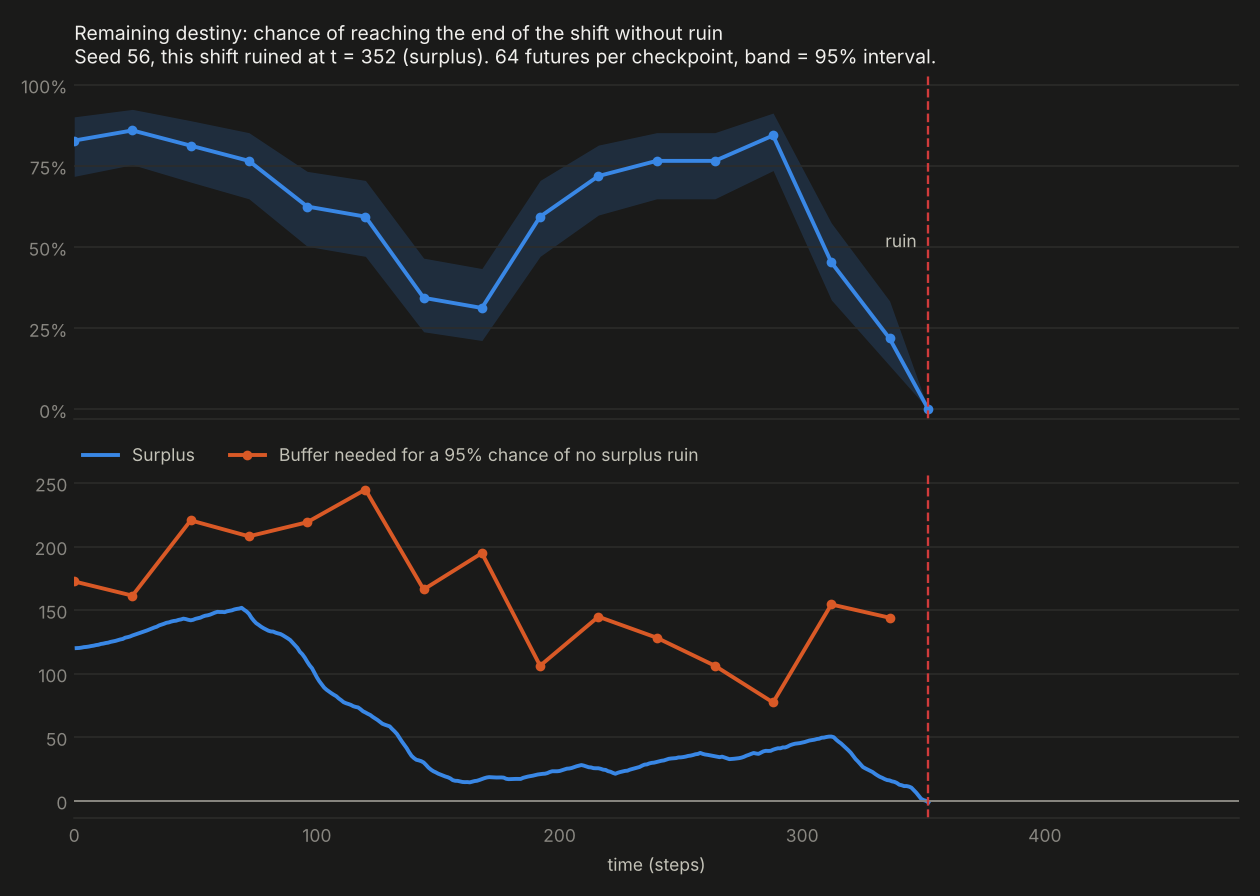 Remaining destiny: chance of reaching the end of the shift without ruin
Seed 56, this shift ruined at t = 352 (surplus). 64 futures per checkpoint, band = 95% interval.
100%
75%
50%
25%
0%
ruin
Surplus
Buffer needed for a 95% chance of no surplus ruin
250
200
150
100
50
0
0
100
200
300
400
time (steps)